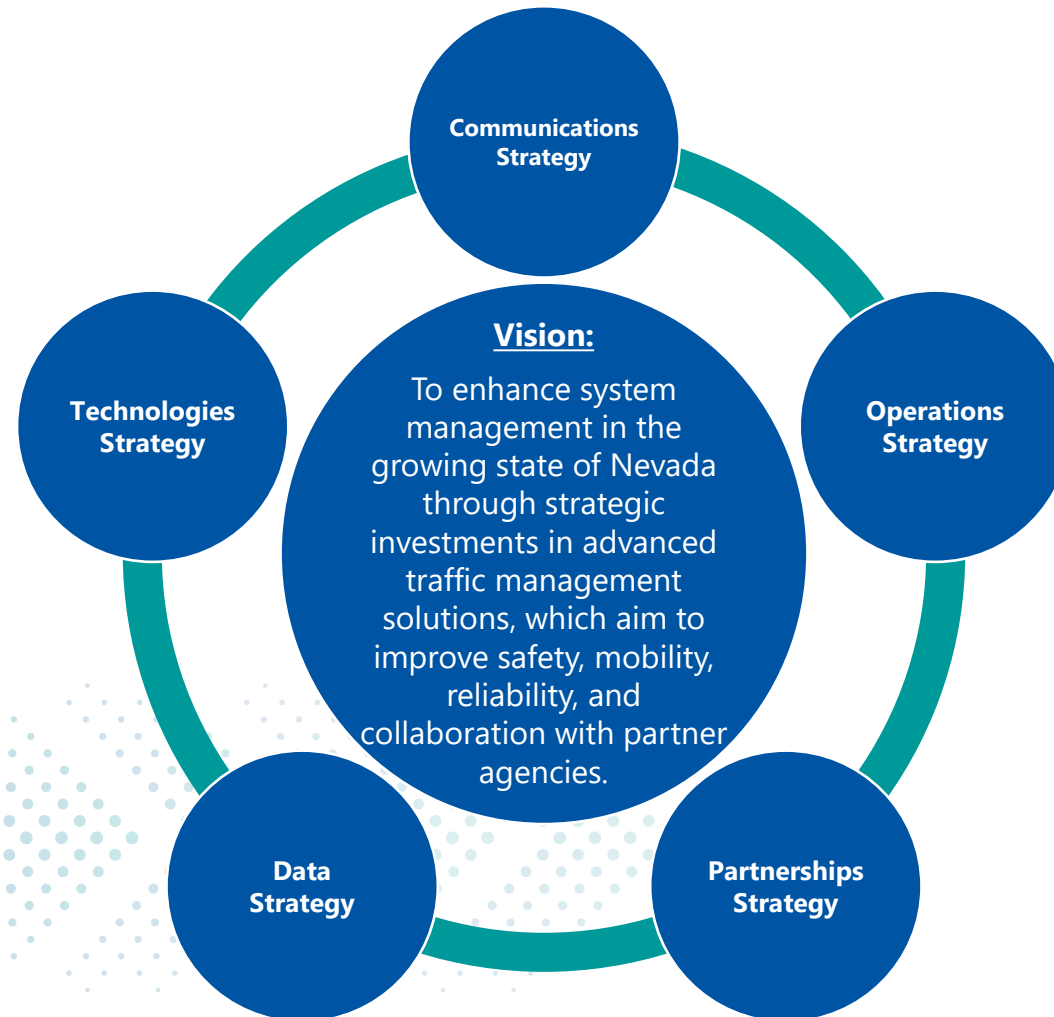 Communications
Strategy
Technologies
Strategy
Operations
Strategy
Vision:
To enhance system
management in the
growing state of Nevada
through strategic
investments in advanced
traffic management
solutions, which aim to
improve safety, mobility,
reliability, and
collaboration with partner
agencies.
Data
Strategy
Partnerships
Strategy